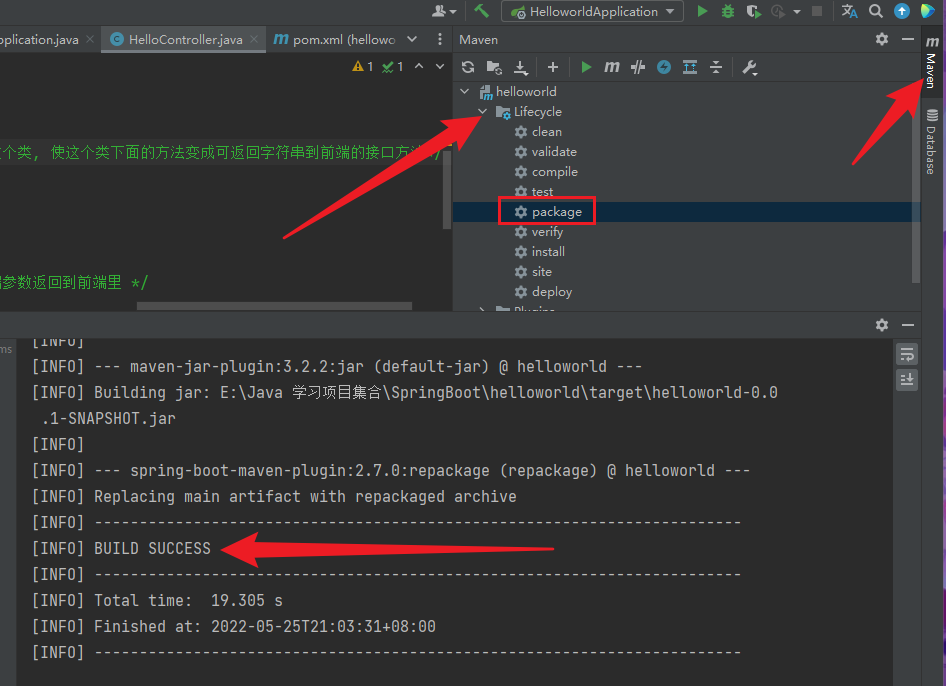 HelloworldApplication
pplication.java
HelloController.java
pom.xml (hellowo
Maven
1 1
helloworld
Lifecycle
clean
validate
compile
test
package
verify
install
site
deploy
Plugins
Maven
Database
个类, 使这个类下面的方法变成可返回字符串到前端的接口方法 */
参数返回到前端里 */
ms
[INFO]
[INFO] --- maven-jar-plugin:3.2.2:jar (default-jar) @ helloworld ---
[INFO] Building jar: E:\Java 学习项目集合\SpringBoot\helloworld\target\helloworld-0.0
.1-SNAPSHOT.jar
[INFO]
[INFO] --- spring-boot-maven-plugin:2.7.0:repackage (repackage) @ helloworld ---
[INFO] Replacing main artifact with repackaged archive
[INFO] ------------------------------------------------------------------------
[INFO] BUILD SUCCESS
[INFO] ------------------------------------------------------------------------
[INFO] Total time:  19.305 s
[INFO] Finished at: 2022-05-25T21:03:31+08:00
[INFO] ------------------------------------------------------------------------